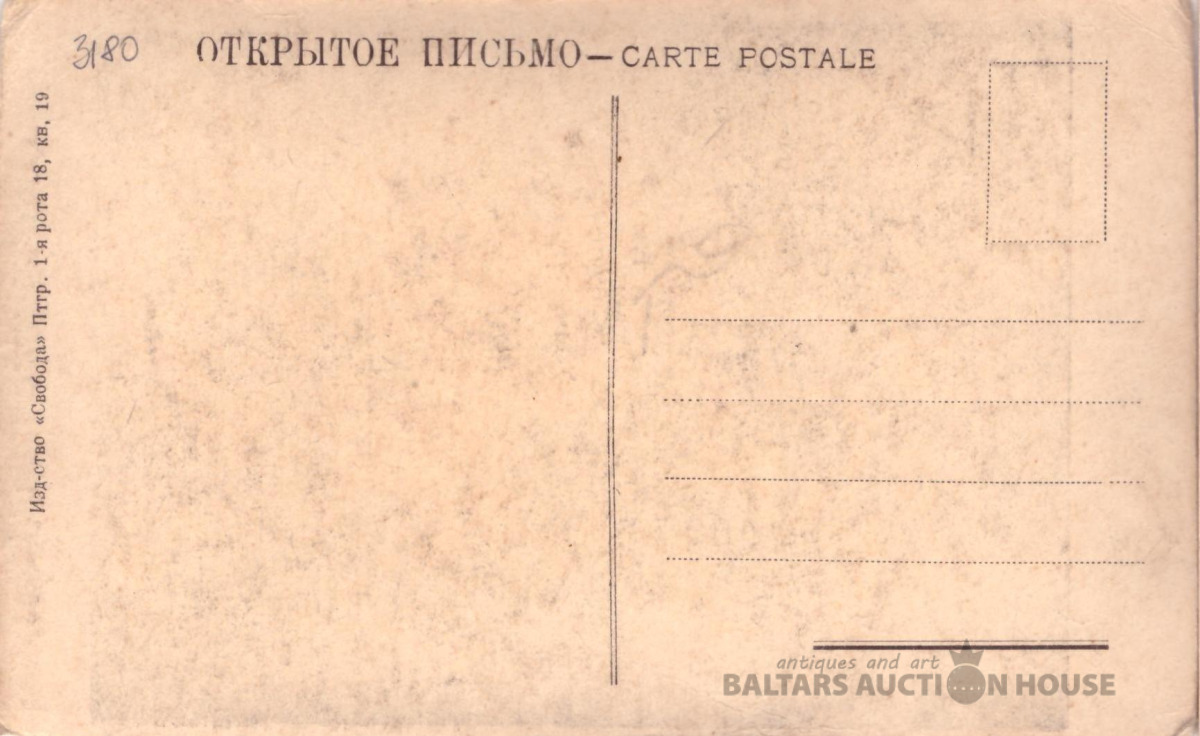 3180
ОТКРЫТОЕ ПИСЬМО — CARTE POSTALE
Изд-ство «Свобода» Птгр. 1-я рота 18, кв. 19
antiques and art
BALTARS AUCTION HOUSE